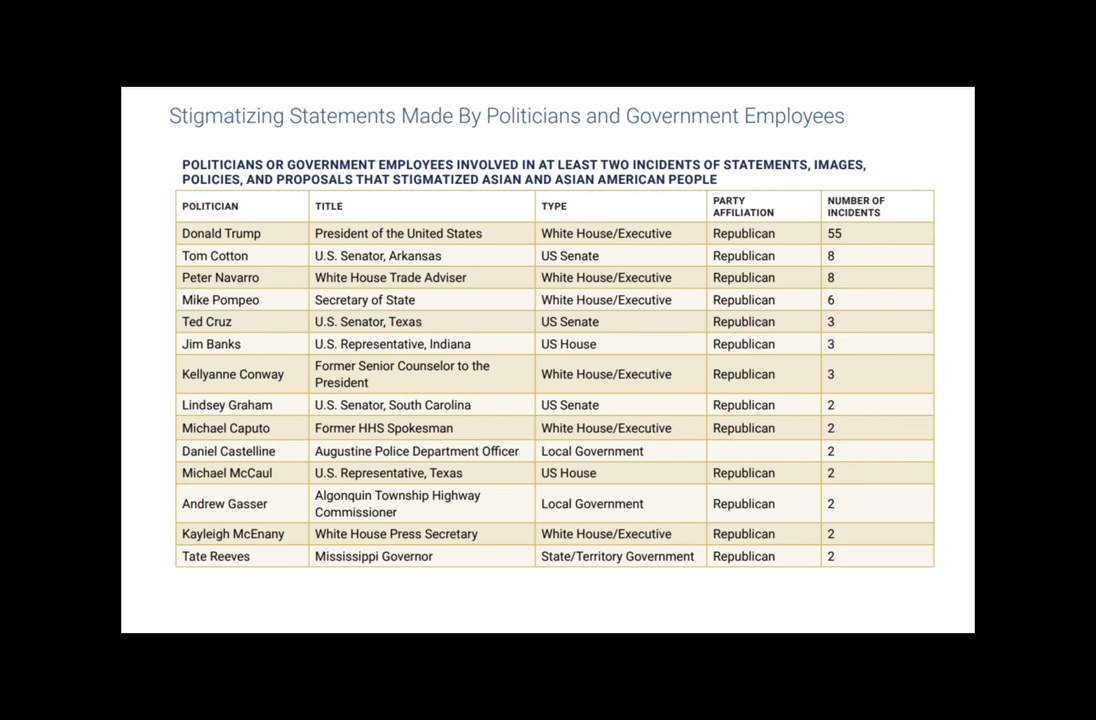 Stigmatizing Statements Made By Politicians and Government Employees
POLITICIANS OR GOVERNMENT EMPLOYEES INVOLVED IN AT LEAST TWO INCIDENTS OF STATEMENTS, IMAGES,
POLICIES, AND PROPOSALS THAT STIGMATIZED ASIAN AND ASIAN AMERICAN PEOPLE
POLITICIAN TITLE TYPE PARTY AFFILIATION NUMBER OF INCIDENTS
Donald Trump President of the United States White House/Executive Republican 55
Tom Cotton U.S. Senator, Arkansas US Senate Republican 8
Peter Navarro White House Trade Adviser White House/Executive Republican 8
Mike Pompeo Secretary of State White House/Executive Republican 6
Ted Cruz U.S. Senator, Texas US Senate Republican 3
Jim Banks U.S. Representative, Indiana US House Republican 3
Kellyanne Conway Former Senior Counselor to the President White House/Executive Republican 3
Lindsey Graham U.S. Senator, South Carolina US Senate Republican 2
Michael Caputo Former HHS Spokesman White House/Executive Republican 2
Daniel Castelline Augustine Police Department Officer Local Government 2
Michael McCaul U.S. Representative, Texas US House Republican 2
Andrew Gasser Algonquin Township Highway Commissioner Local Government Republican 2
Kayleigh McEnany White House Press Secretary White House/Executive Republican 2
Tate Reeves Mississippi Governor State/Territory Government Republican 2